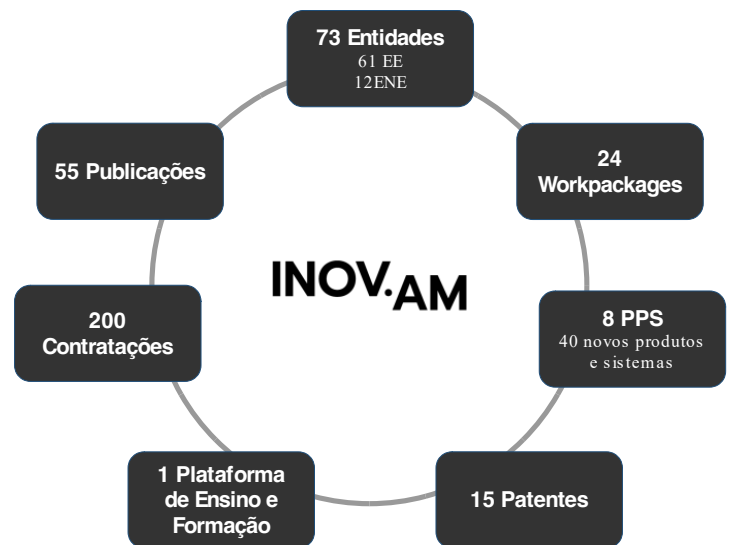 73 Entidades
61 EE
12ENE
24
Workpackages
8 PPS
40 novos produtos
e sistemas
15 Patentes
1 Plataforma
de Ensino e
Formação
200
Contratações
55 Publicações
INOV.AM